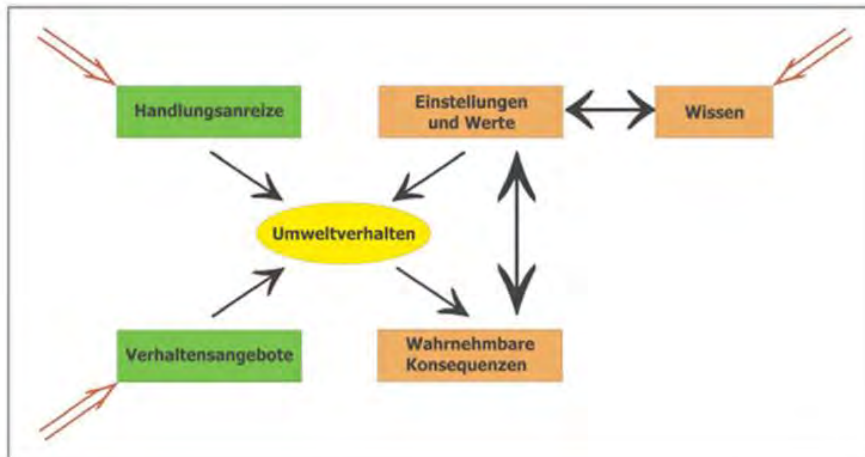 Handlungsanreize
Einstellungen
und Werte
Wissen
Umweltverhalten
Verhaltensangebote
Wahrnehmbare
Konsequenzen